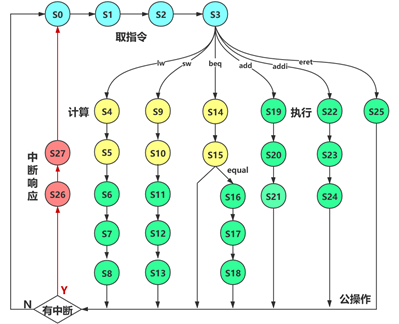 S0 S1 S2 S3
取指令
lw sw beq add addi eret
计算 S4 S9 S14 S19 执行 S22 S25
中断响应
S27 S5 S10 S15 S20 S23
equal
S26 S6 S11 S16 S21 S24
S7 S12 S17
S8 S13 S18
Y 公操作
N 有中断